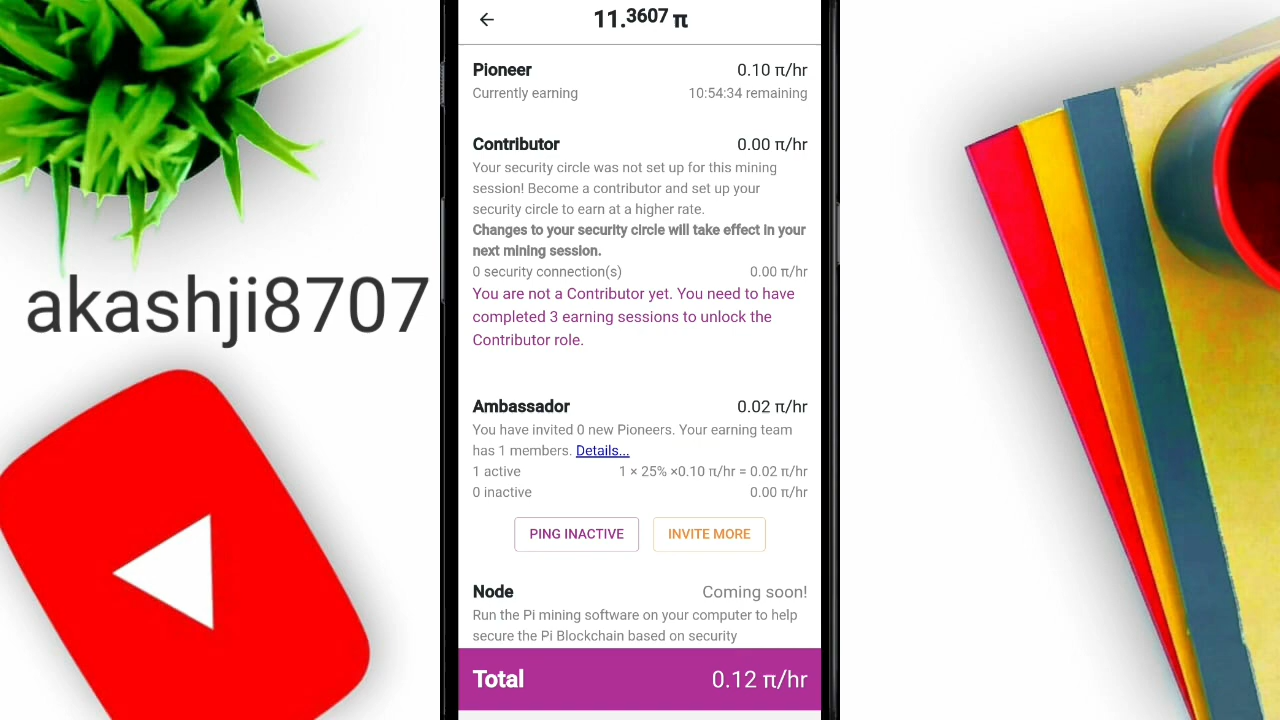 11.3607 π
Pioneer 0.10 π/hr
Currently earning 10:54:34 remaining
Contributor 0.00 π/hr
Your security circle was not set up for this mining
session! Become a contributor and set up your
security circle to earn at a higher rate.
Changes to your security circle will take effect in your
next mining session.
0 security connection(s) 0.00 π/hr
You are not a Contributor yet. You need to have
completed 3 earning sessions to unlock the
Contributor role.
Ambassador 0.02 π/hr
You have invited 0 new Pioneers. Your earning team
has 1 members. Details...
1 active 1 × 25% ×0.10 π/hr = 0.02 π/hr
0 inactive 0.00 π/hr
PING INACTIVE INVITE MORE
Node Coming soon!
Run the Pi mining software on your computer to help
secure the Pi Blockchain based on security
Total 0.12 π/hr
akashji8707